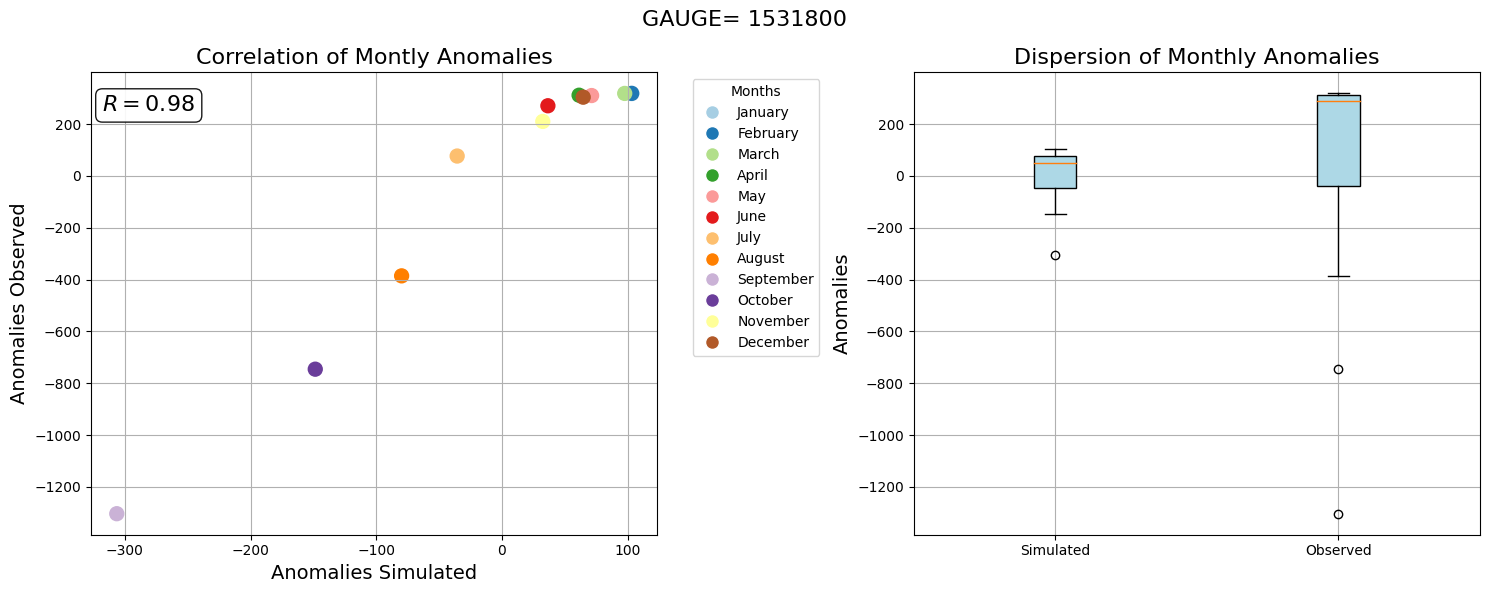 GAUGE= 1531800
Correlation of Montly Anomalies
R = 0.98
200
0
−200
−400
−600
−800
−1000
−1200
Anomalies Observed
−300
−200
−100
0
100
Anomalies Simulated
Months
January
February
March
April
May
June
July
August
September
October
November
December
Dispersion of Monthly Anomalies
200
0
−200
−400
−600
−800
−1000
−1200
Anomalies
Simulated
Observed